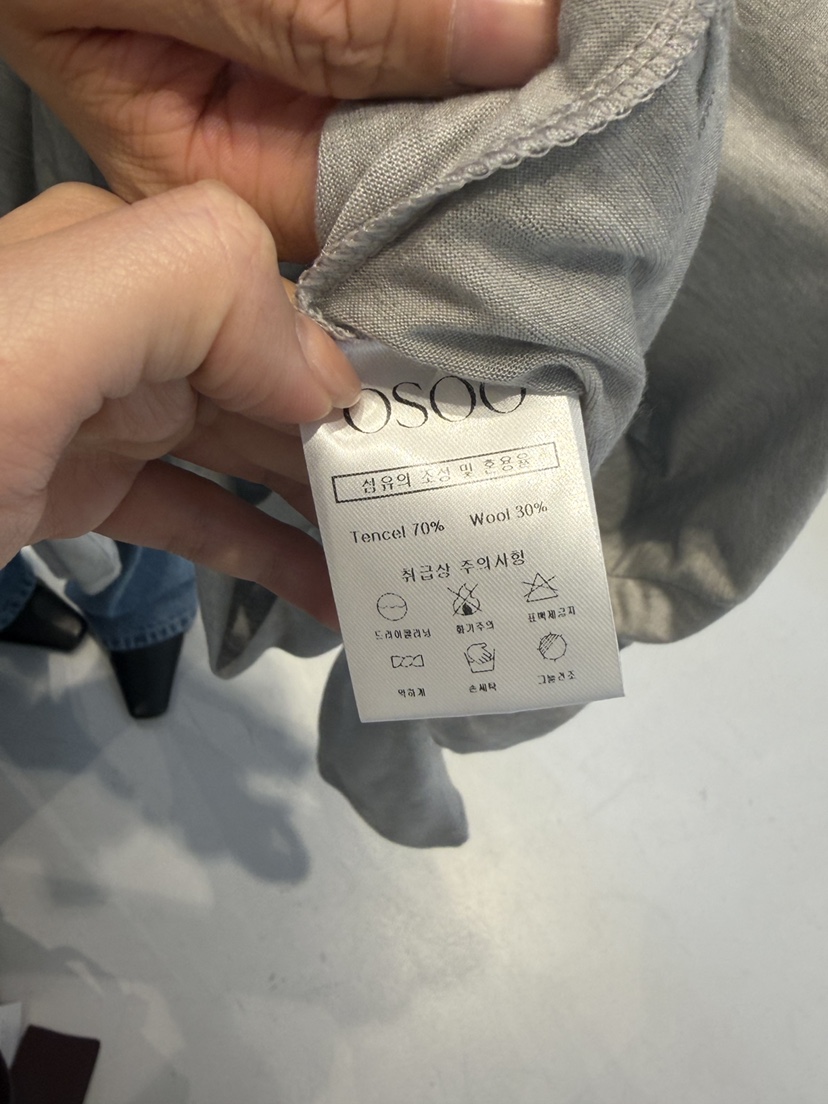 OSOO
섬유의 조성 및 혼용율
Tencel 70% Wool 30%
취급상 주의사항
드라이클리닝 화기주의 표백제금지
약하게 손세탁 그늘건조